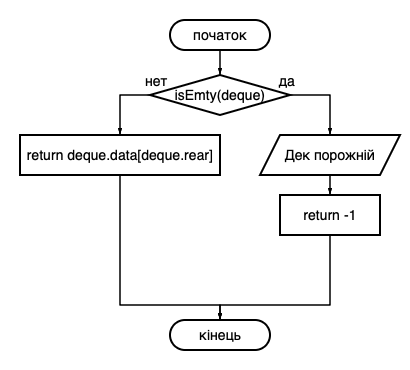 початок
нет
да
isEmty(deque)
return deque.data[deque.rear]
Дек порожній
return -1
кінець